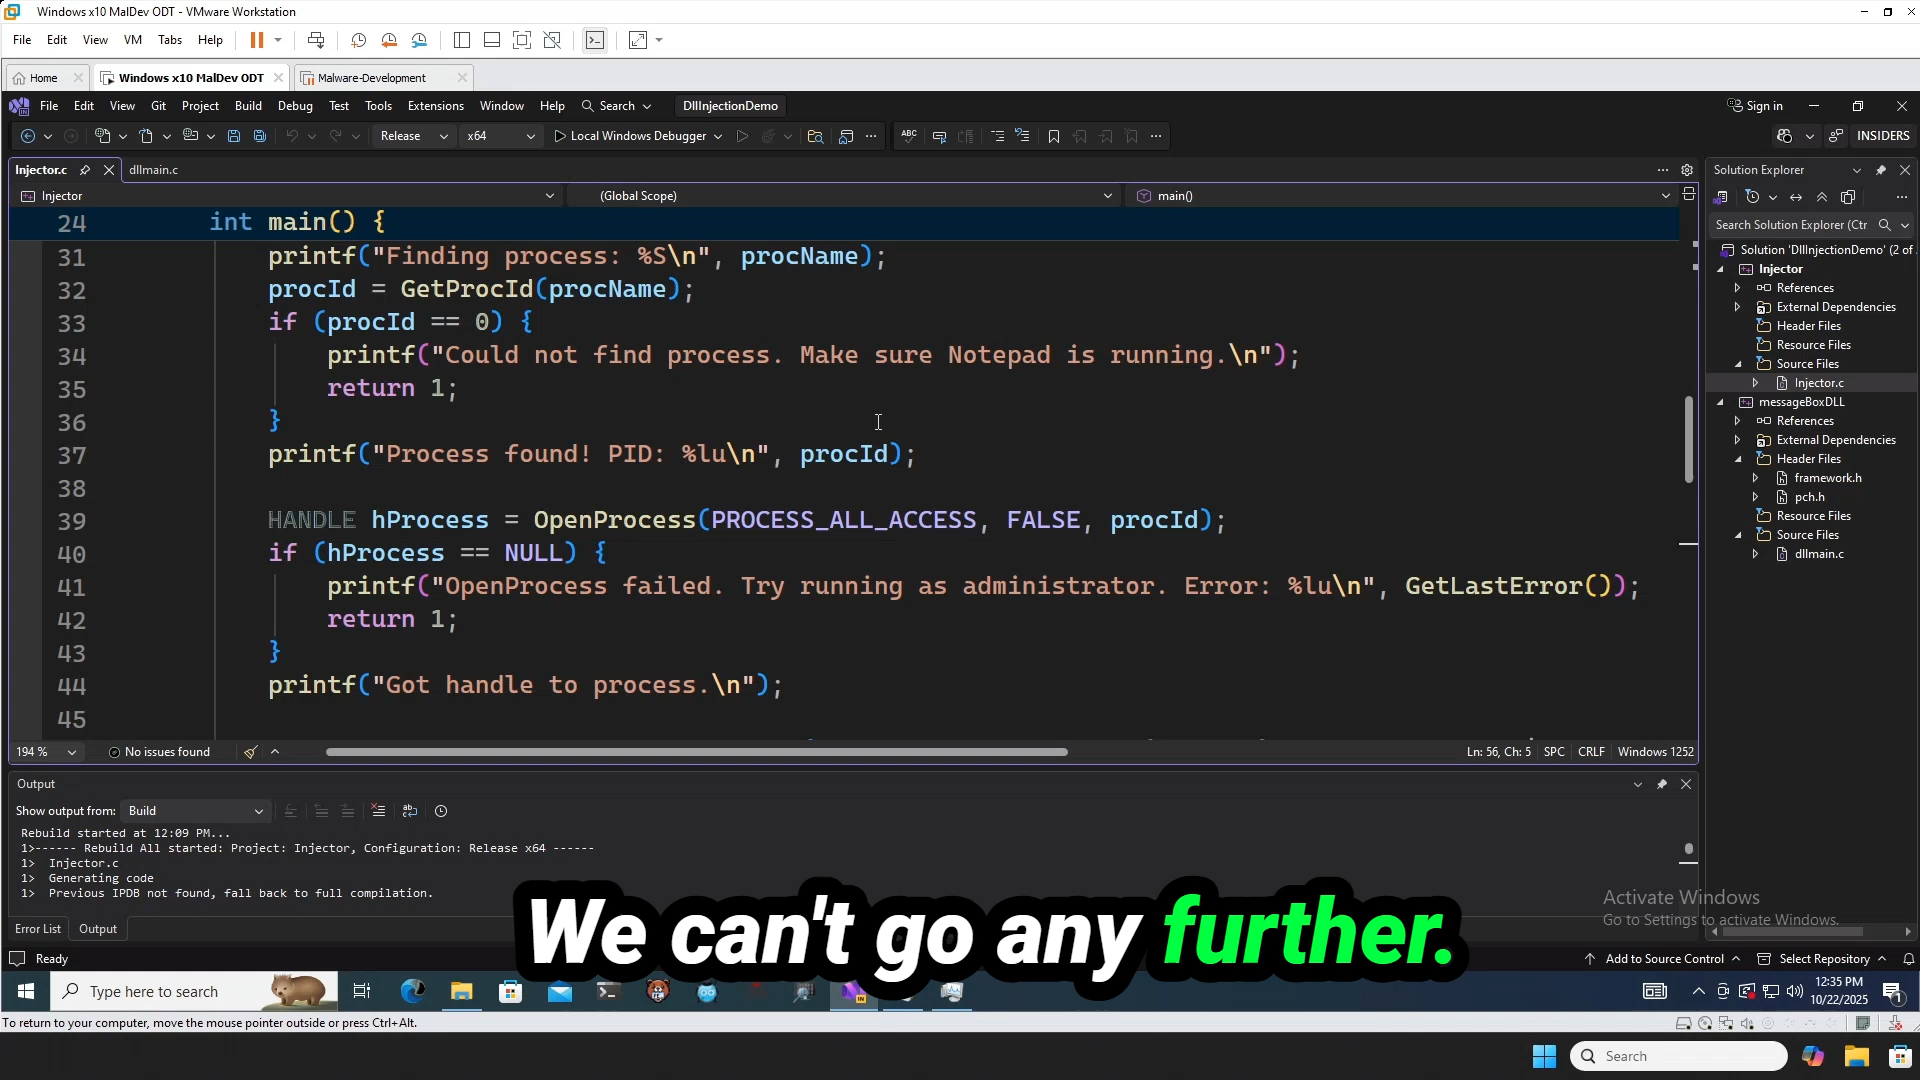 Windows x10 MalDev ODT - VMware Workstation
File Edit View VM Tabs Help
Home Windows x10 MalDev ODT Malware-Development
File Edit View Git Project Build Debug Test Tools Extensions Window Help Search DllInjectionDemo Sign in
Release x64 Local Windows Debugger INSIDERS
Injector.c dllmain.c
Injector (Global Scope) main()
24 int main() {
31 printf("Finding process: %S\n", procName);
32 procId = GetProcId(procName);
33 if (procId == 0) {
34 printf("Could not find process. Make sure Notepad is running.\n");
35 return 1;
36 }
37 printf("Process found! PID: %lu\n", procId);
38
39 HANDLE hProcess = OpenProcess(PROCESS_ALL_ACCESS, FALSE, procId);
40 if (hProcess == NULL) {
41 printf("OpenProcess failed. Try running as administrator. Error: %lu\n", GetLastError());
42 return 1;
43 }
44 printf("Got handle to process.\n");
45
194 % No issues found Ln: 56, Ch: 5 SPC CRLF Windows 1252
Solution Explorer
Search Solution Explorer (Ctr
Solution 'DllInjectionDemo' (2 of
Injector
References
External Dependencies
Header Files
Resource Files
Source Files
Injector.c
messageBoxDLL
References
External Dependencies
Header Files
framework.h
pch.h
Resource Files
Source Files
dllmain.c
Output
Show output from: Build
Rebuild started at 12:09 PM...
1>------ Rebuild All started: Project: Injector, Configuration: Release x64 ------
1> Injector.c
1> Generating code
1> Previous IPDB not found, fall back to full compilation.
Error List Output
We can't go any further.
Activate Windows
Go to Settings to activate Windows.
Ready Add to Source Control Select Repository
Type here to search
12:35 PM
10/22/2025
1
To return to your computer, move the mouse pointer outside or press Ctrl+Alt.
Search